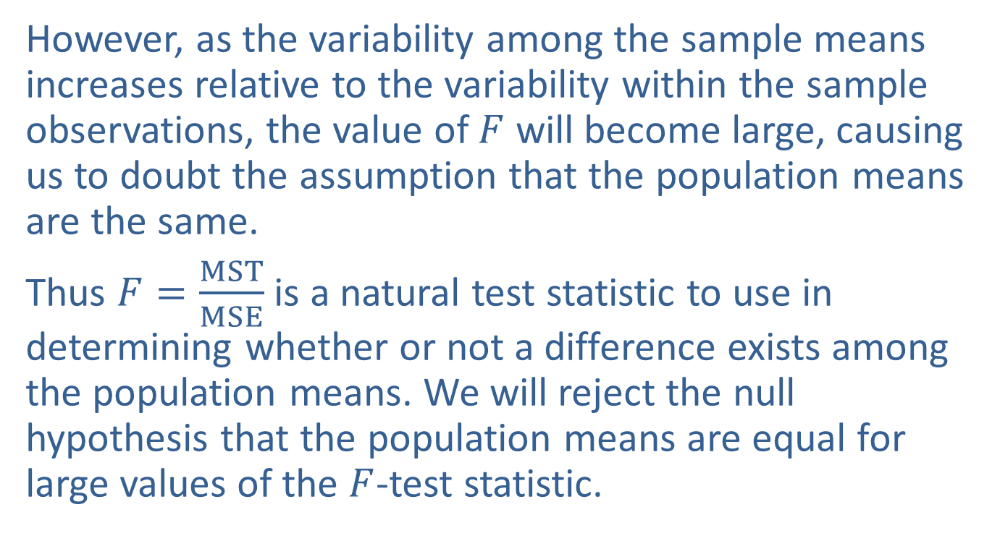 However, as the variability among the sample means
increases relative to the variability within the sample
observations, the value of F will become large, causing
us to doubt the assumption that the population means
are the same.
Thus F = MST/MSE is a natural test statistic to use in
determining whether or not a difference exists among
the population means. We will reject the null
hypothesis that the population means are equal for
large values of the F-test statistic.